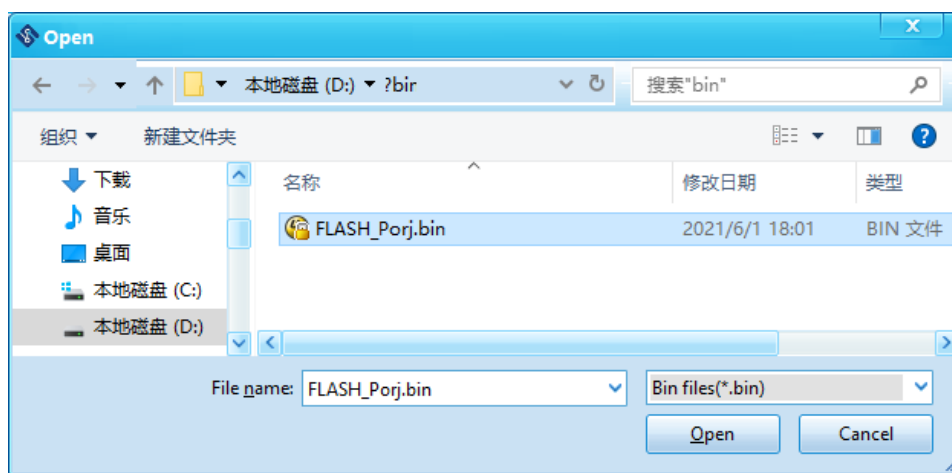 Open
本地磁盘 (D:) ?bir 搜索"bin"
组织 新建文件夹
名称 修改日期 类型
下载
音乐
FLASH_Porj.bin 2021/6/1 18:01 BIN 文件
桌面
本地磁盘 (C:)
本地磁盘 (D:)
File name: FLASH_Porj.bin Bin files(*.bin)
Open Cancel